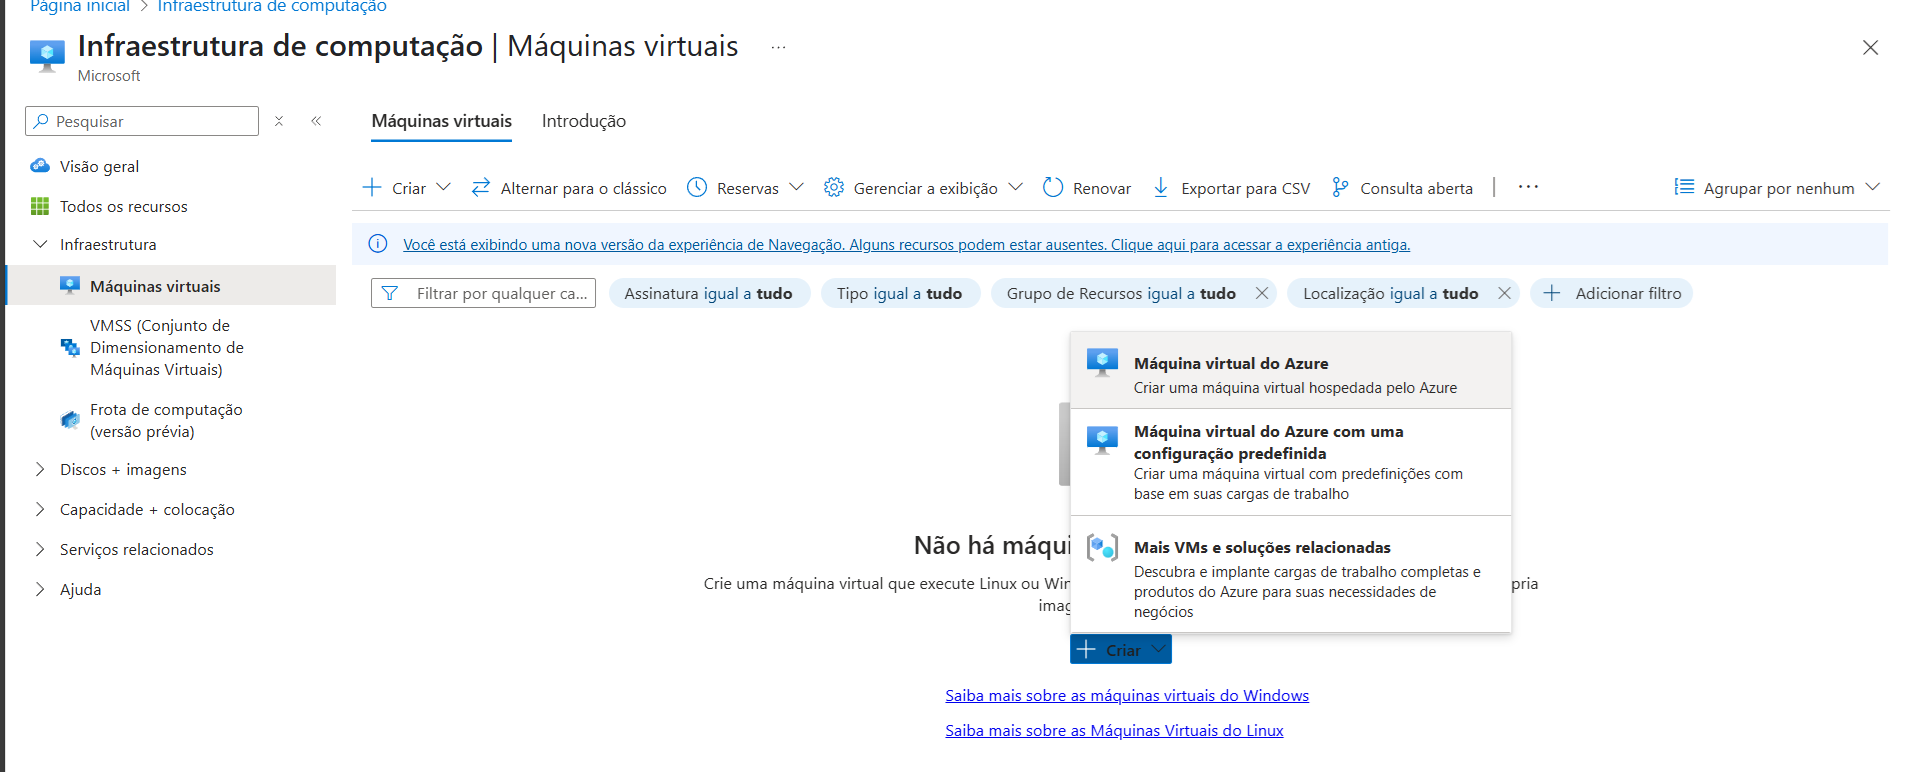 Página inicial > Infraestrutura de computação
Infraestrutura de computação | Máquinas virtuais ...
Microsoft
Pesquisar
Visão geral
Todos os recursos
Infraestrutura
Máquinas virtuais
VMSS (Conjunto de
Dimensionamento de
Máquinas Virtuais)
Frota de computação
(versão prévia)
Discos + imagens
Capacidade + colocação
Serviços relacionados
Ajuda
Máquinas virtuais Introdução
Criar Alternar para o clássico Reservas Gerenciar a exibição Renovar Exportar para CSV Consulta aberta | ... Agrupar por nenhum
Você está exibindo uma nova versão da experiência de Navegação. Alguns recursos podem estar ausentes. Clique aqui para acessar a experiência antiga.
Filtrar por qualquer ca... Assinatura igual a tudo Tipo igual a tudo Grupo de Recursos igual a tudo Localização igual a tudo Adicionar filtro
Máquina virtual do Azure
Criar uma máquina virtual hospedada pelo Azure
Máquina virtual do Azure com uma
configuração predefinida
Criar uma máquina virtual com predefinições com
base em suas cargas de trabalho
Mais VMs e soluções relacionadas
Descubra e implante cargas de trabalho completas e
produtos do Azure para suas necessidades de
negócios
Não há
Crie uma máquina virtual que execute Linux ou
Criar
Saiba mais sobre as máquinas virtuais do Windows
Saiba mais sobre as Máquinas Virtuais do Linux